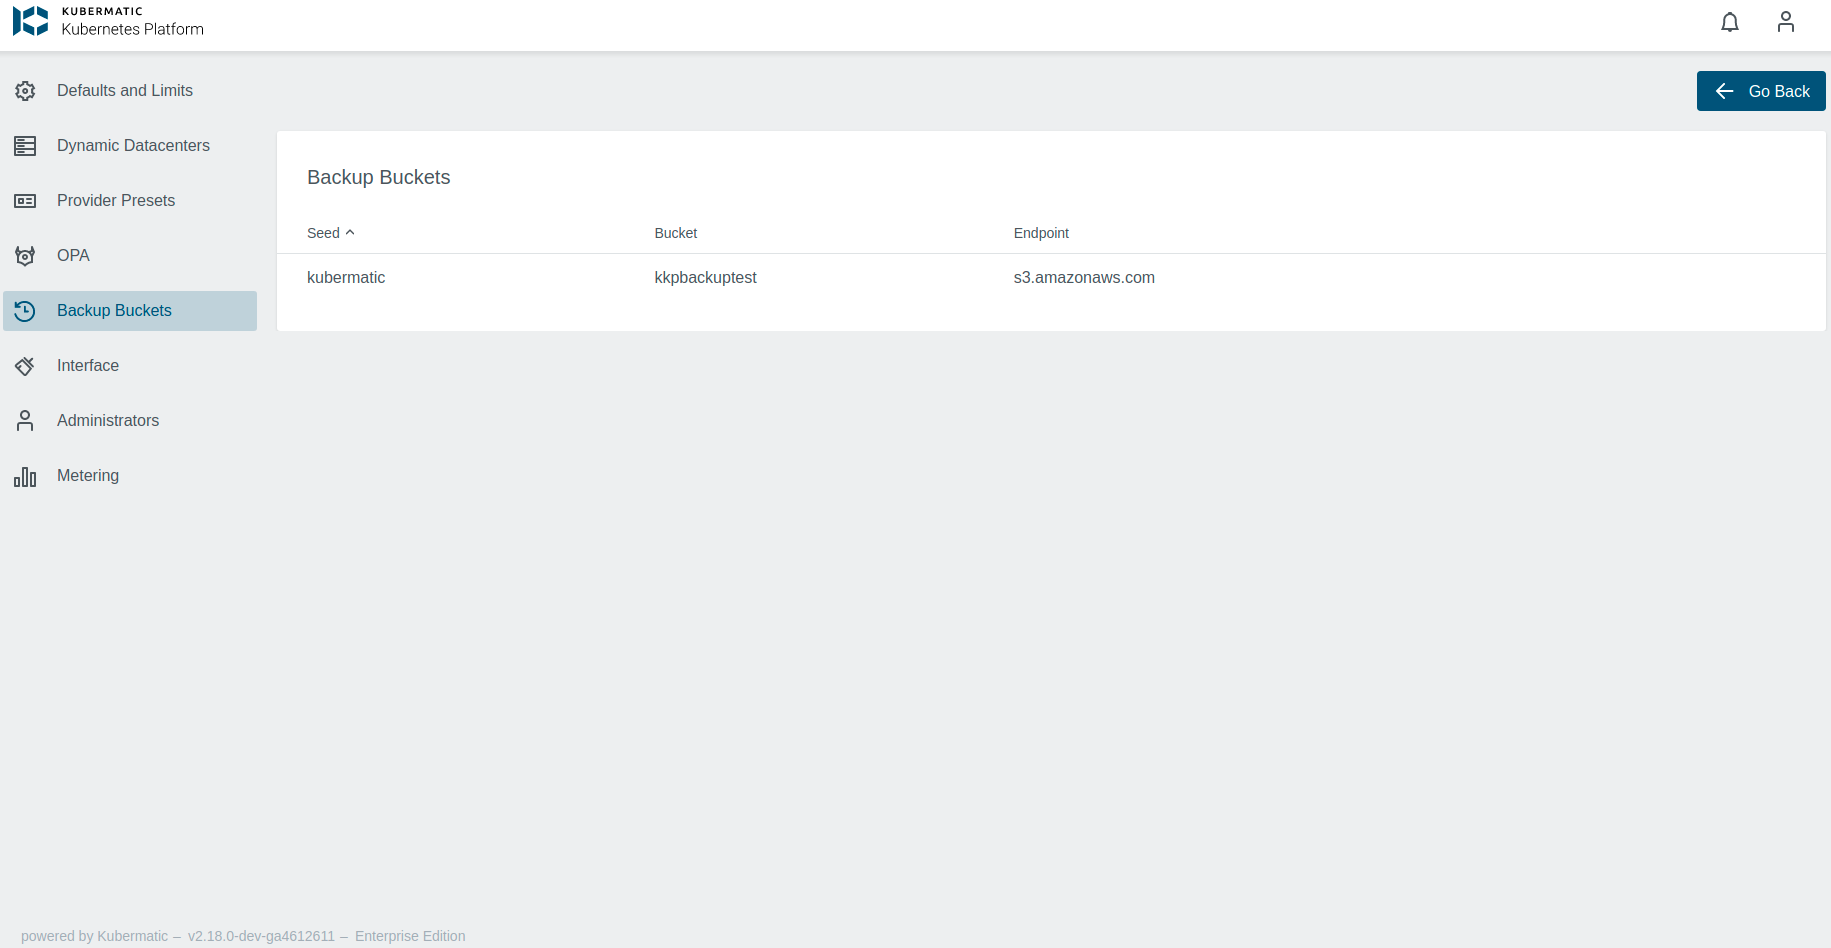 KUBERMATIC
Kubernetes Platform
Defaults and Limits
Go Back
Dynamic Datacenters
Provider Presets
OPA
Backup Buckets
Interface
Administrators
Metering
Backup Buckets
Seed Bucket Endpoint
kubermatic kkpbackuptest s3.amazonaws.com
powered by Kubermatic – v2.18.0-dev-ga4612611 – Enterprise Edition